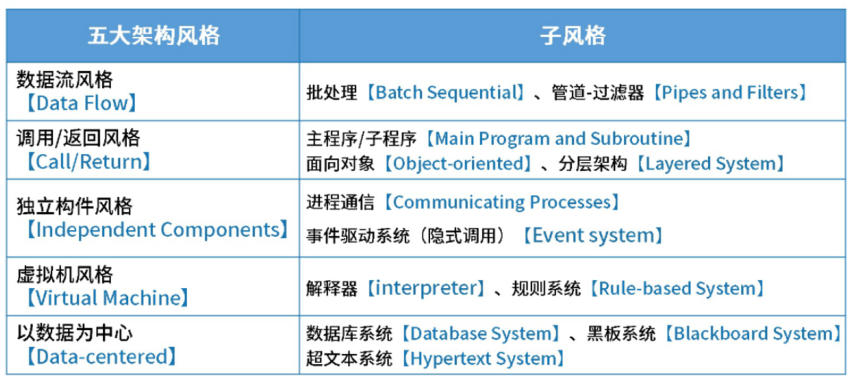 五大架构风格
子风格
数据流风格
【Data Flow】
批处理【Batch Sequential】、管道-过滤器【Pipes and Filters】
调用/返回风格
【Call/Return】
主程序/子程序【Main Program and Subroutine】
面向对象【Object-oriented】、分层架构【Layered System】
独立构件风格
【Independent Components】
进程通信【Communicating Processes】
事件驱动系统（隐式调用）【Event system】
虚拟机风格
【Virtual Machine】
解释器【interpreter】、规则系统【Rule-based System】
以数据为中心
【Data-centered】
数据库系统【Database System】、黑板系统【Blackboard System】
超文本系统【Hypertext System】